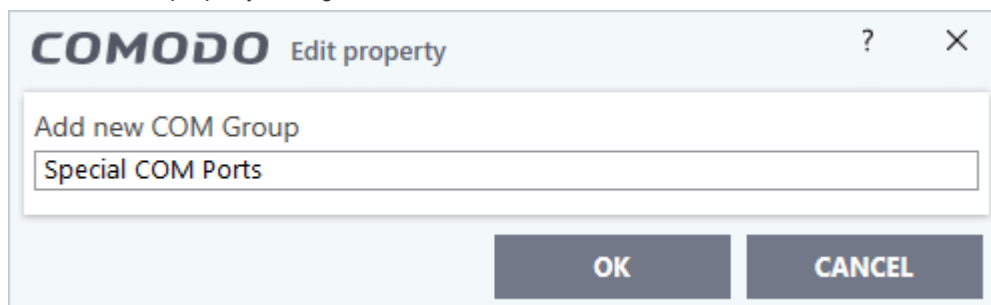 COMODO Edit property ? ×
Add new COM Group
Special COM Ports
OK CANCEL